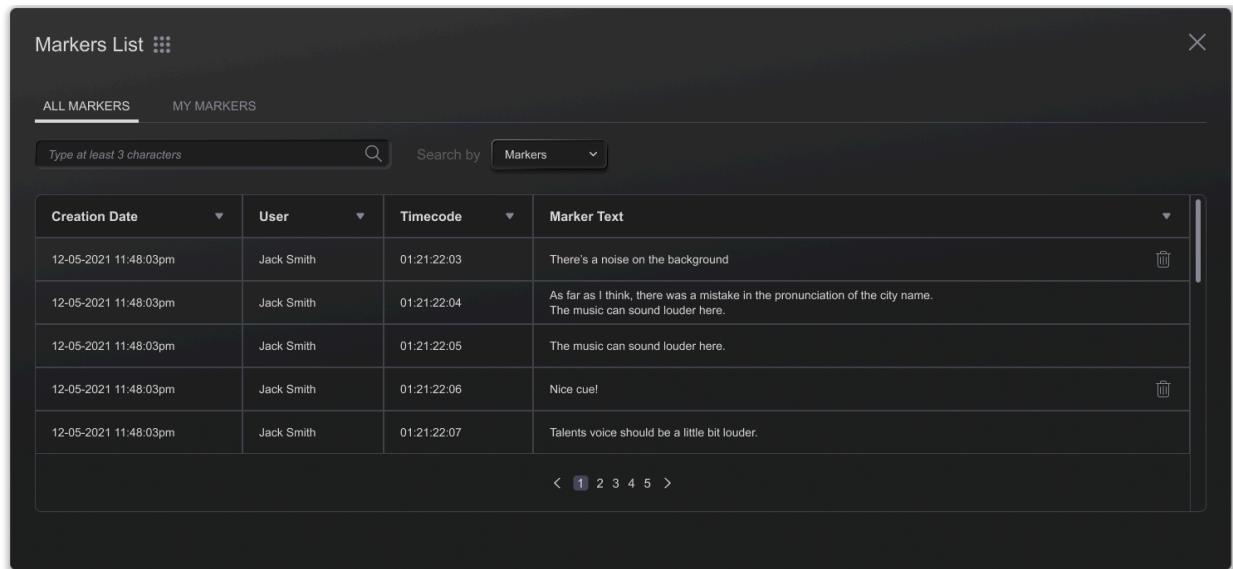 Markers List
ALL MARKERS MY MARKERS
Type at least 3 characters Search by Markers
Creation Date User Timecode Marker Text
12-05-2021 11:48:03pm Jack Smith 01:21:22:03 There's a noise on the background
12-05-2021 11:48:03pm Jack Smith 01:21:22:04 As far as I think, there was a mistake in the pronunciation of the city name.
The music can sound louder here.
12-05-2021 11:48:03pm Jack Smith 01:21:22:05 The music can sound louder here.
12-05-2021 11:48:03pm Jack Smith 01:21:22:06 Nice cue!
12-05-2021 11:48:03pm Jack Smith 01:21:22:07 Talents voice should be a little bit louder.
1 2 3 4 5